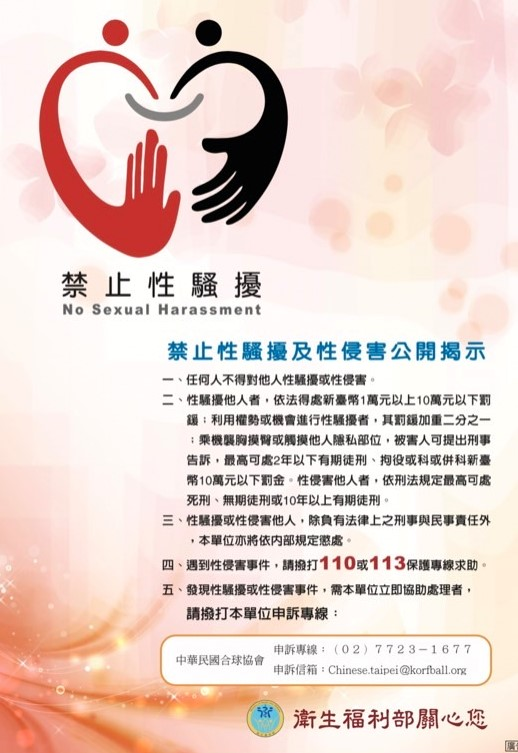 禁止性騷擾
No Sexual Harassment
禁止性騷擾及性侵害公開揭示
一、任何人不得對他人性騷擾或性侵害。
二、性騷擾他人者，依法得處新臺幣1萬元以上10萬元以下罰
鍰；利用權勢或機會進行性騷擾者，其罰鍰加重二分之一
；乘機襲胸摸臀或觸摸他人隱私部位，被害人可提出刑事
告訴，最高可處2年以下有期徒刑、拘役或科或併科新臺
幣10萬元以下罰金。性侵害他人者，依刑法規定最高可處
死刑、無期徒刑或10年以上有期徒刑。
三、性騷擾或性侵害他人，除負有法律上之刑事與民事責任外
，本單位亦將依內部規定懲處。
四、遇到性侵害事件，請撥打110或113保護專線求助。
五、發現性騷擾或性侵害事件，需本單位立即協助處理者，
請撥打本單位申訴專線：
中華民國合球協會
申訴專線：（02）7723－1677
申訴信箱：Chinese.taipei@korfball.org
衛生福利部關心您
廣